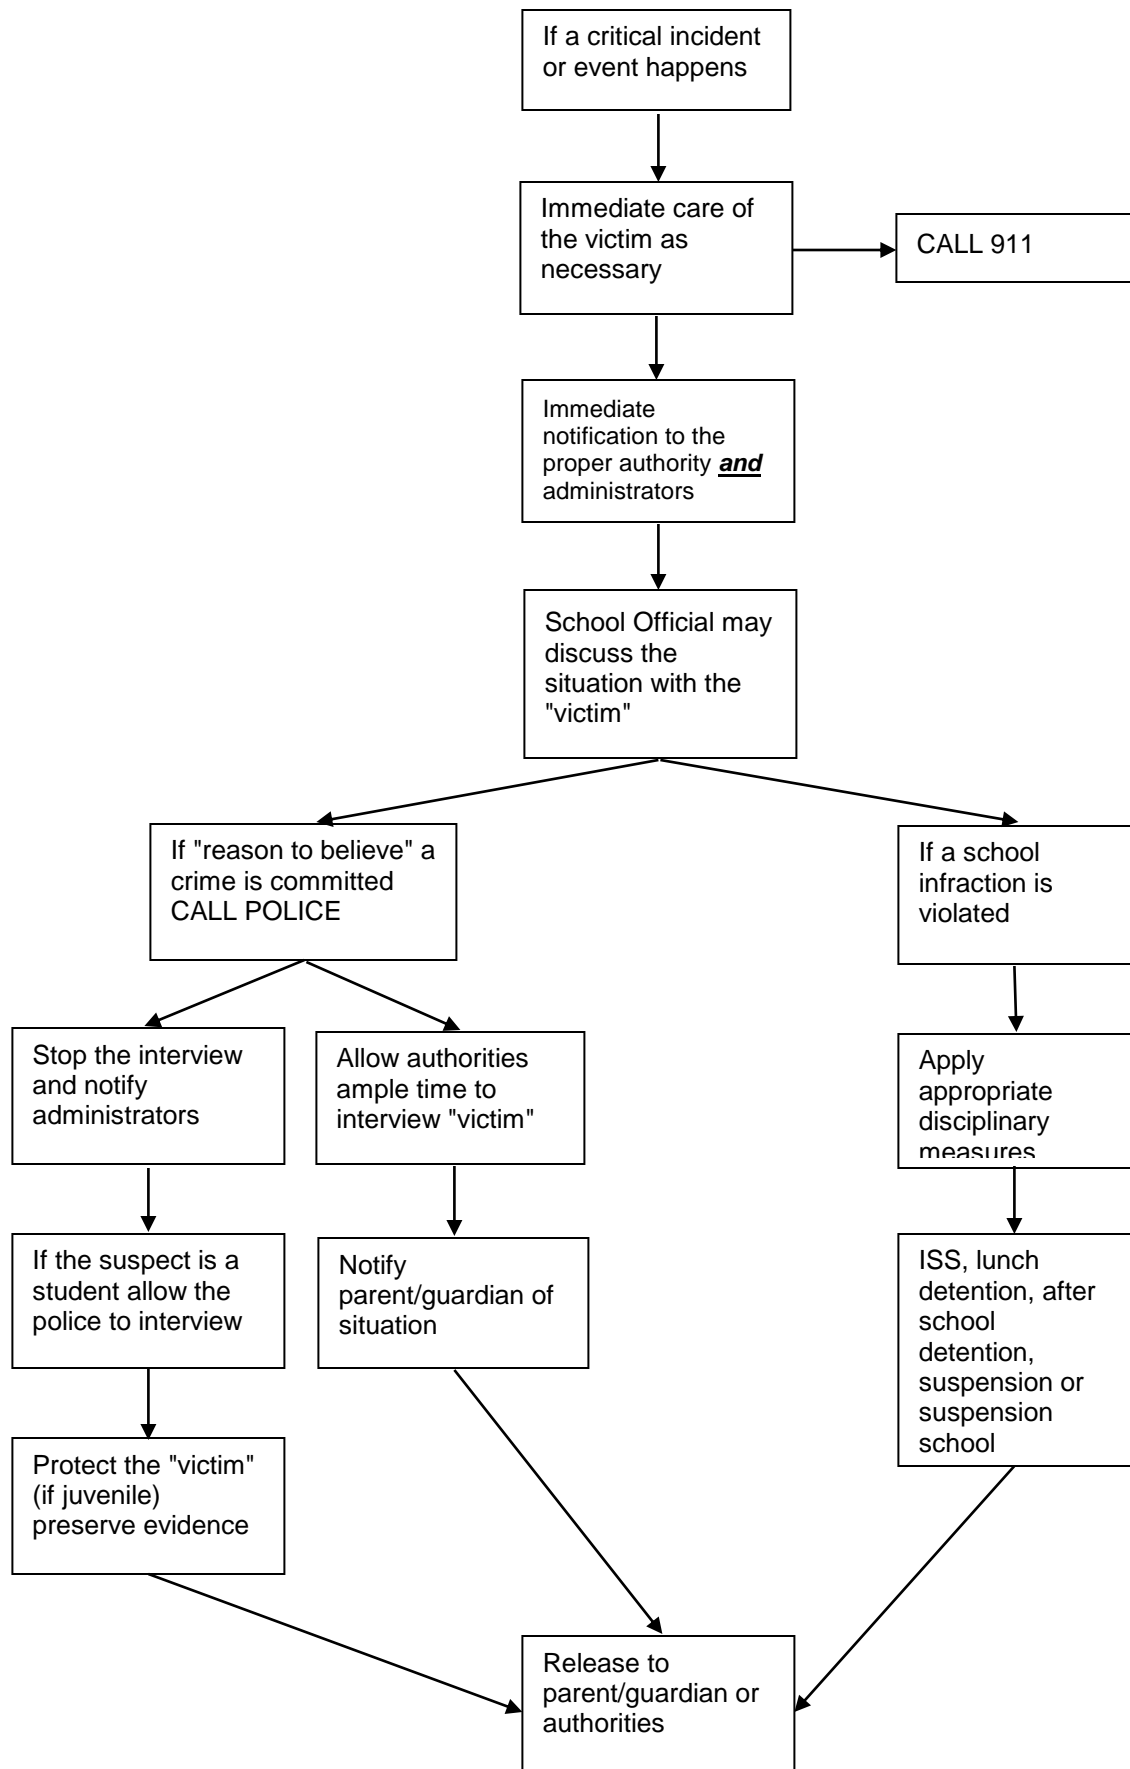 If a critical incident
or event happens
Immediate care of
the victim as
necessary
CALL 911
Immediate
notification to the
proper authority and
administrators
School Official may
discuss the
situation with the
"victim"
If "reason to believe" a
crime is committed
CALL POLICE
If a school
infraction is
violated
Stop the interview
and notify
administrators
Allow authorities
ample time to
interview "victim"
Apply
appropriate
disciplinary
measures
If the suspect is a
student allow the
police to interview
Notify
parent/guardian of
situation
ISS, lunch
detention, after
school
detention,
suspension or
suspension
school
Protect the "victim"
(if juvenile)
preserve evidence
Release to
parent/guardian or
authorities